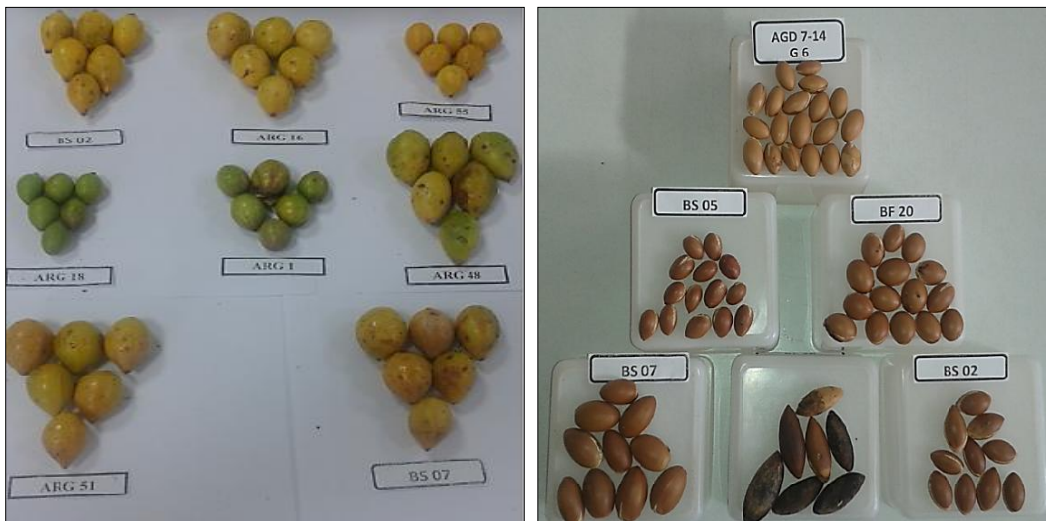 BS 02
ARG 16
ARG 55
ARG 18
ARG 1
ARG 48
ARG 51
BS 07
AGD 7-14
G 6
BS 05
BF 20
BS 07
BS 02